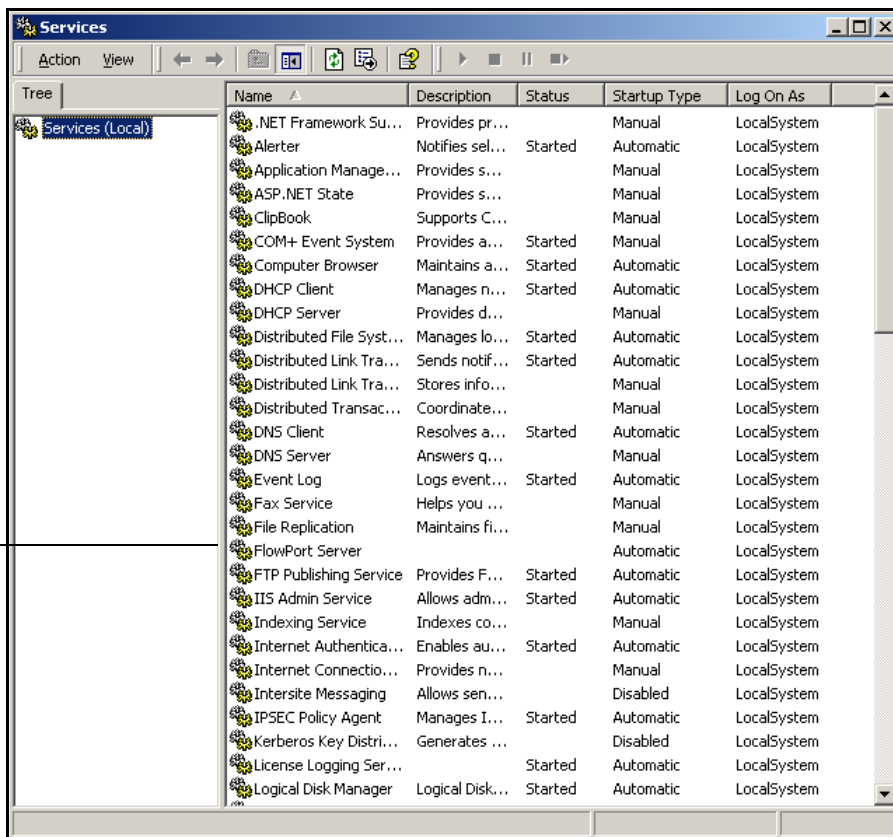 Services
Action View
Tree
Name Description Status Startup Type Log On As
Services (Local)
.NET Framework Su... Provides pr... Manual LocalSystem
Alerter Notifies sel... Started Automatic LocalSystem
Application Manage... Provides s... Manual LocalSystem
ASP.NET State Provides s... Manual LocalSystem
ClipBook Supports C... Manual LocalSystem
COM+ Event System Provides a... Started Manual LocalSystem
Computer Browser Maintains a... Started Automatic LocalSystem
DHCP Client Manages n... Started Automatic LocalSystem
DHCP Server Provides d... Manual LocalSystem
Distributed File Syst... Manages lo... Started Automatic LocalSystem
Distributed Link Tra... Sends notif... Started Automatic LocalSystem
Distributed Link Tra... Stores info... Manual LocalSystem
Distributed Transac... Coordinate... Manual LocalSystem
DNS Client Resolves a... Started Automatic LocalSystem
DNS Server Answers q... Manual LocalSystem
Event Log Logs event... Started Automatic LocalSystem
Fax Service Helps you ... Manual LocalSystem
File Replication Maintains fi... Manual LocalSystem
FlowPort Server Automatic LocalSystem
FTP Publishing Service Provides F... Started Automatic LocalSystem
IIS Admin Service Allows adm... Started Automatic LocalSystem
Indexing Service Indexes co... Manual LocalSystem
Internet Authentica... Enables au... Started Automatic LocalSystem
Internet Connectio... Provides n... Manual LocalSystem
Intersite Messaging Allows sen... Disabled LocalSystem
IPSEC Policy Agent Manages I... Started Automatic LocalSystem
Kerberos Key Distri... Generates ... Disabled LocalSystem
License Logging Ser... Started Automatic LocalSystem
Logical Disk Manager Logical Disk... Started Automatic LocalSystem